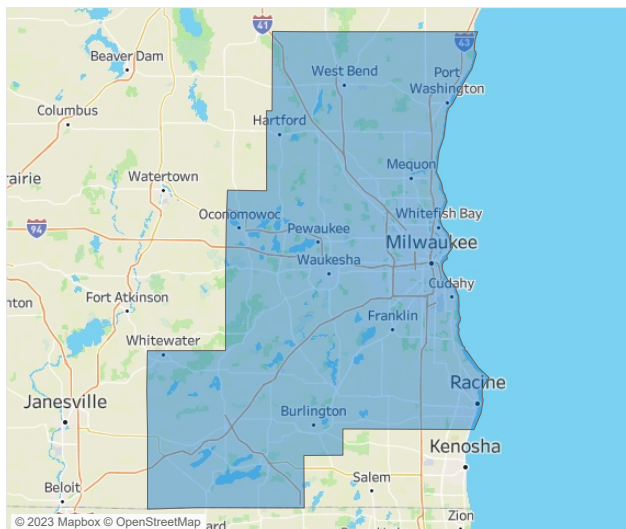 41
43
Beaver Dam
West Bend
Port
Washington
Columbus
Hartford
rairie
Watertown
Mequon
Oconomowoc
Whitefish Bay
94
Pewaukee
Milwaukee
Waukesha
Cudahy
nton
Fort Atkinson
Franklin
Whitewater
Racine
Janesville
Burlington
Kenosha
Salem
Beloit
Zion
© 2023 Mapbox © OpenStreetMap
ard